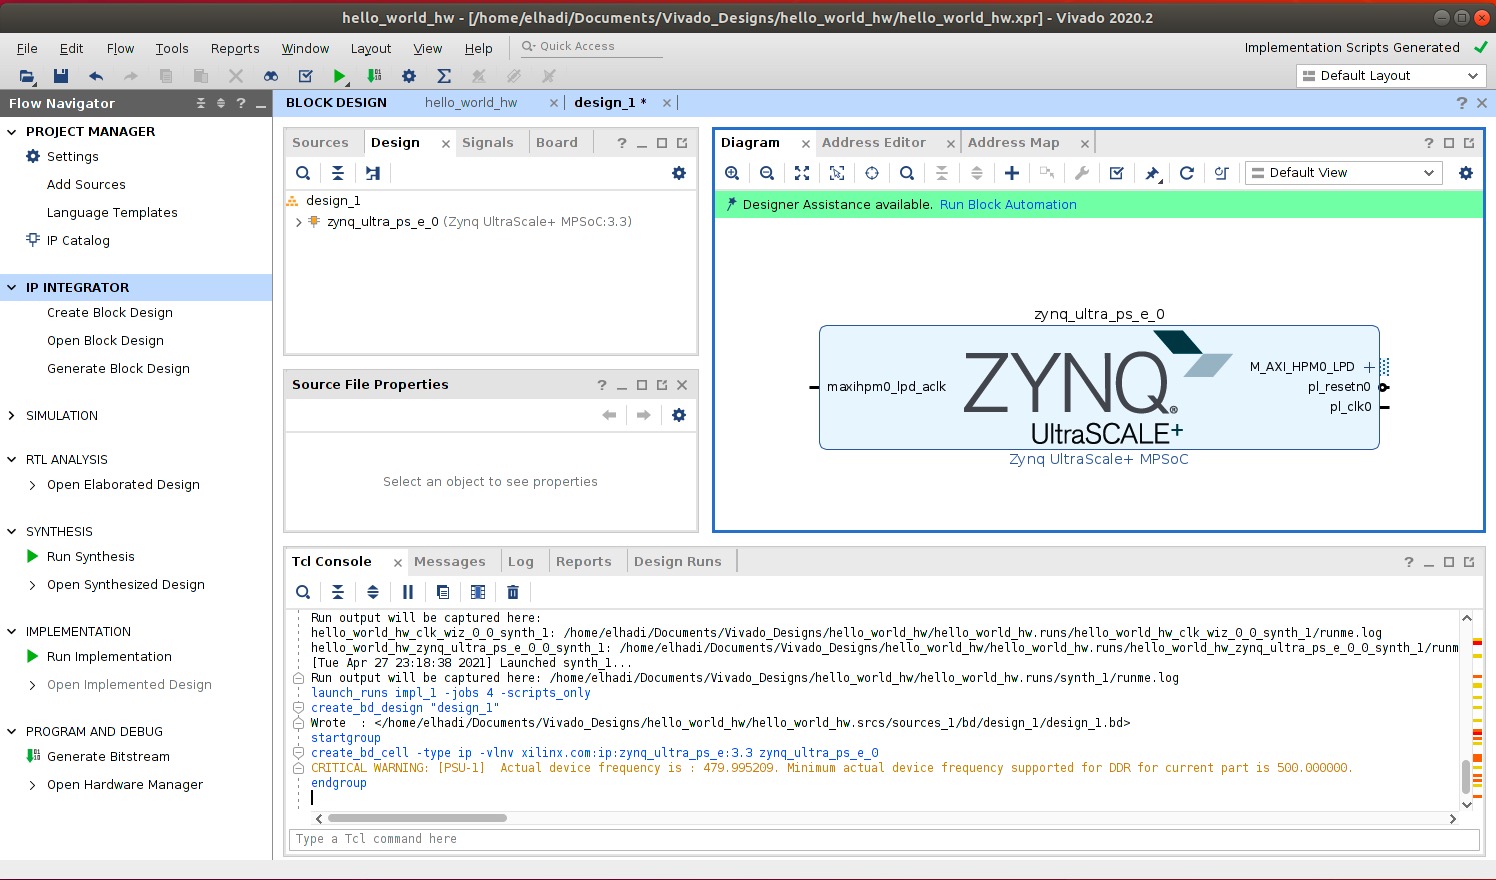 hello_world_hw - [/home/elhadi/Documents/Vivado_Designs/hello_world_hw/hello_world_hw.xpr] - Vivado 2020.2
File Edit Flow Tools Reports Window Layout View Help Quick Access
Implementation Scripts Generated
Default Layout
Flow Navigator
PROJECT MANAGER
Settings
Add Sources
Language Templates
IP Catalog
IP INTEGRATOR
Create Block Design
Open Block Design
Generate Block Design
SIMULATION
RTL ANALYSIS
Open Elaborated Design
SYNTHESIS
Run Synthesis
Open Synthesized Design
IMPLEMENTATION
Run Implementation
Open Implemented Design
PROGRAM AND DEBUG
Generate Bitstream
Open Hardware Manager
BLOCK DESIGN hello_world_hw design_1 *
Sources Design Signals Board
design_1
zynq_ultra_ps_e_0 (Zynq UltraScale+ MPSoC:3.3)
Source File Properties
Select an object to see properties
Diagram Address Editor Address Map
Default View
Designer Assistance available. Run Block Automation
zynq_ultra_ps_e_0
maxihpm0_lpd_aclk
ZYNQ®
UltraSCALE+
M_AXI_HPM0_LPD
pl_resetn0
pl_clk0
Zynq UltraScale+ MPSoC
Tcl Console Messages Log Reports Design Runs
Run output will be captured here:
hello_world_hw_clk_wiz_0_0_synth_1: /home/elhadi/Documents/Vivado_Designs/hello_world_hw/hello_world_hw.runs/hello_world_hw_clk_wiz_0_0_synth_1/runme.log
hello_world_hw_zynq_ultra_ps_e_0_0_synth_1: /home/elhadi/Documents/Vivado_Designs/hello_world_hw/hello_world_hw.runs/hello_world_hw_zynq_ultra_ps_e_0_0_synth_1/runm
[Tue Apr 27 23:18:38 2021] Launched synth_1...
Run output will be captured here: /home/elhadi/Documents/Vivado_Designs/hello_world_hw/hello_world_hw.runs/synth_1/runme.log
launch_runs impl_1 -jobs 4 -scripts_only
create_bd_design "design_1"
Wrote  : </home/elhadi/Documents/Vivado_Designs/hello_world_hw/hello_world_hw.srcs/sources_1/bd/design_1/design_1.bd>
startgroup
create_bd_cell -type ip -vlnv xilinx.com:ip:zynq_ultra_ps_e:3.3 zynq_ultra_ps_e_0
CRITICAL WARNING: [PSU-1]  Actual device frequency is : 479.995209. Minimum actual device frequency supported for DDR for current part is 500.000000.
endgroup
Type a Tcl command here